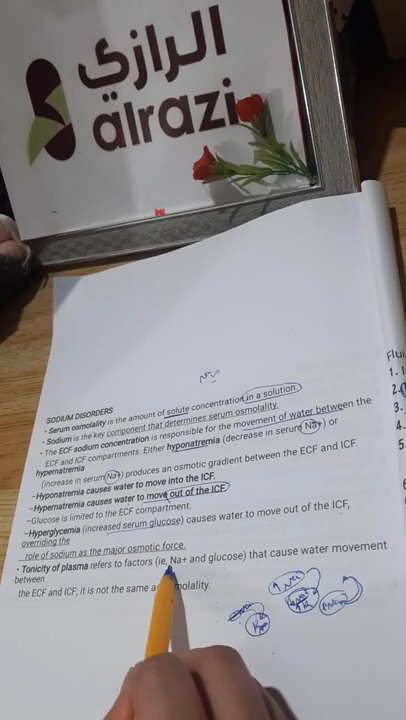 الرازي
alrazi
SODIUM DISORDERS
• Serum osmolality is the amount of solute concentration in a solution.
• Sodium is the key component that determines serum osmolality.
• The ECF sodium concentration is responsible for the movement of water between the
ECF and ICF compartments. Either hyponatremia (decrease in serum Na+) or
hypernatremia
(increase in serum Na+) produces an osmotic gradient between the ECF and ICF.
–Hyponatremia causes water to move into the ICF.
–Hypernatremia causes water to move out of the ICF.
–Glucose is limited to the ECF compartment.
–Hyperglycemia (increased serum glucose) causes water to move out of the ICF,
overriding the
role of sodium as the major osmotic force.
• Tonicity of plasma refers to factors (ie, Na+ and glucose) that cause water movement
between
the ECF and ICF; it is not the same as molality.
Flui
1.
2.
3.
4.
5.